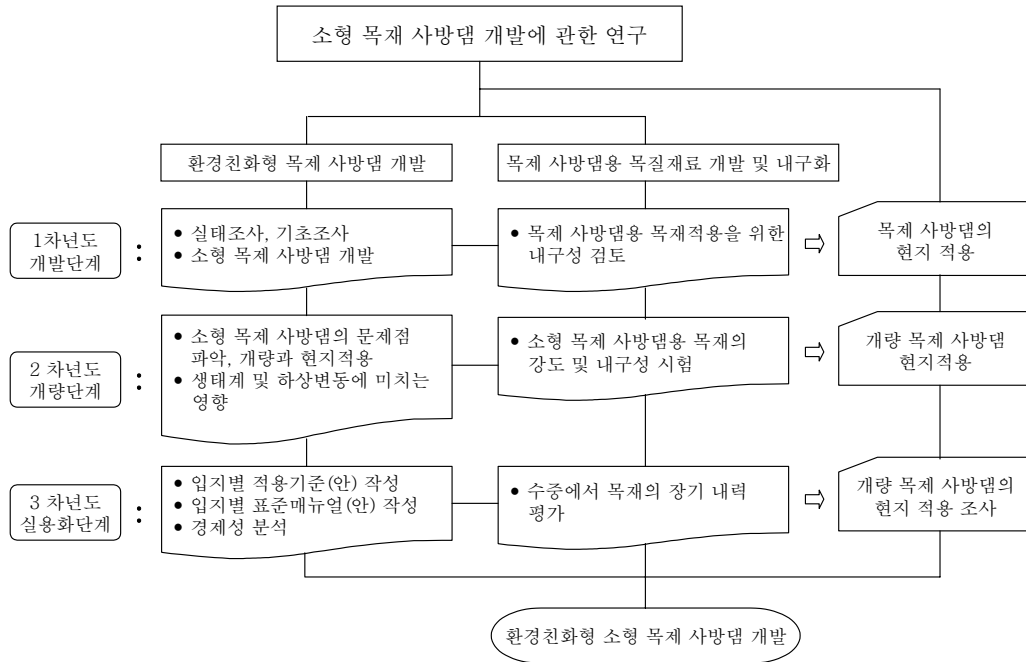 소형 목재 사방댐 개발에 관한 연구
환경친화형 목제 사방댐 개발
목제 사방댐용 목질재료 개발 및 내구화
1차년도
개발단계
:
• 실태조사, 기초조사
• 소형 목제 사방댐 개발
• 목제 사방댐용 목재적용을 위한
내구성 검토
목제 사방댐의
현지 적용
2 차년도
개량단계
:
• 소형 목제 사방댐의 문제점
파악, 개량과 현지적용
• 생태계 및 하상변동에 미치는
영향
• 소형 목제 사방댐용 목재의
강도 및 내구성 시험
개량 목제 사방댐
현지적용
3 차년도
실용화단계
:
• 입지별 적용기준(안) 작성
• 입지별 표준매뉴얼(안) 작성
• 경제성 분석
• 수중에서 목재의 장기 내력
평가
개량 목제 사방댐의
현지 적용 조사
환경친화형 소형 목제 사방댐 개발